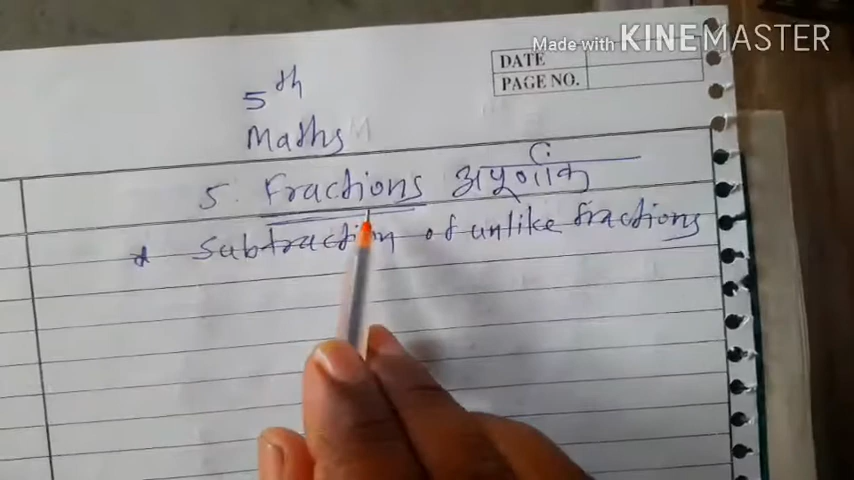 Made with KINEMASTER
DATE
PAGE NO.
5th
Maths
5. Fractions अपूर्णांक
* Subtraction of unlike fractions